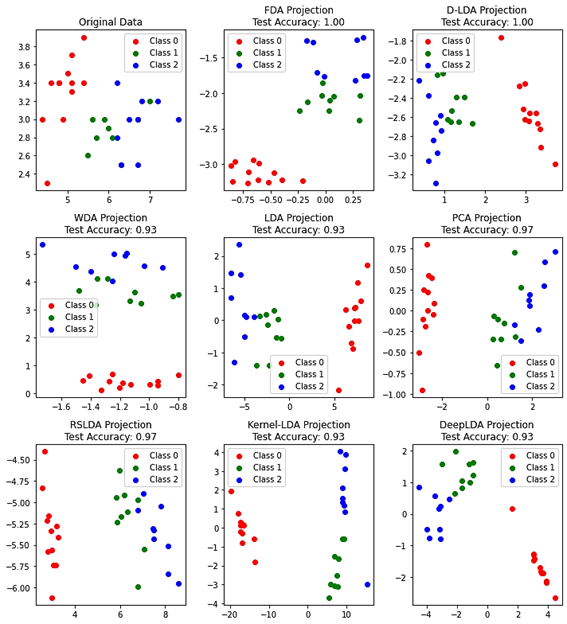 Original Data
FDA Projection
Test Accuracy: 1.00
D-LDA Projection
Test Accuracy: 1.00
Class 0
Class 1
Class 2
3.8
3.6
3.4
3.2
3.0
2.8
2.6
2.4
5
6
7
Class 0
Class 1
Class 2
−1.5
−2.0
−2.5
−3.0
−0.75
−0.50
−0.25
0.00
0.25
Class 0
Class 1
Class 2
−1.8
−2.0
−2.2
−2.4
−2.6
−2.8
−3.0
−3.2
1
2
3
WDA Projection
Test Accuracy: 0.93
LDA Projection
Test Accuracy: 0.93
PCA Projection
Test Accuracy: 0.97
5
4
3
2
1
0
Class 0
Class 1
Class 2
−1.6
−1.4
−1.2
−1.0
−0.8
2
1
0
−1
−2
Class 0
Class 1
Class 2
−5
0
5
0.75
0.50
0.25
0.00
−0.25
−0.50
−0.75
−1.00
Class 0
Class 1
Class 2
−2
0
2
RSLDA Projection
Test Accuracy: 0.97
Kernel-LDA Projection
Test Accuracy: 0.93
DeepLDA Projection
Test Accuracy: 0.93
Class 0
Class 1
Class 2
−4.50
−4.75
−5.00
−5.25
−5.50
−5.75
−6.00
4
6
8
Class 0
Class 1
Class 2
4
3
2
1
0
−1
−2
−3
−4
−20
−10
0
10
Class 0
Class 1
Class 2
2
1
0
−1
−2
−4
−2
0
2
4